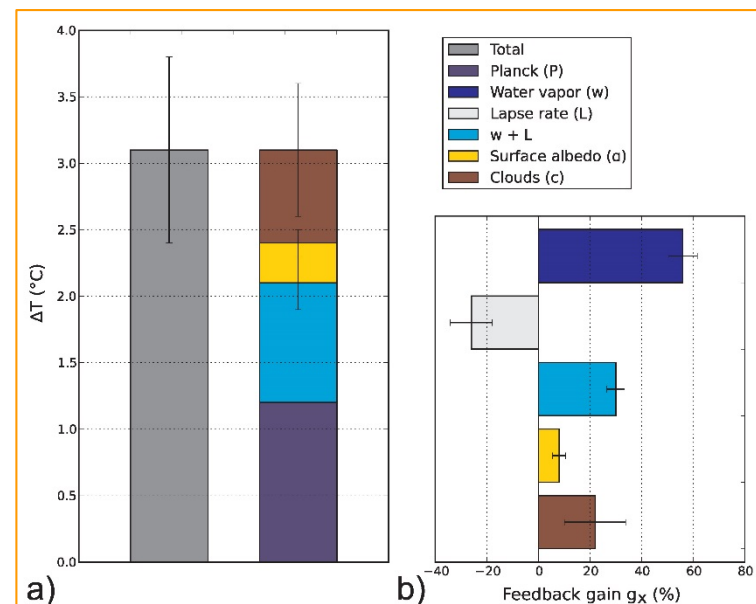 4.0
3.5
3.0
2.5
2.0
1.5
1.0
0.5
0.0
ΔT (°C)
a)
Total
Planck (P)
Water vapor (w)
Lapse rate (L)
w + L
Surface albedo (α)
Clouds (c)
-40 -20 0 20 40 60 80
Feedback gain gx (%)
b)